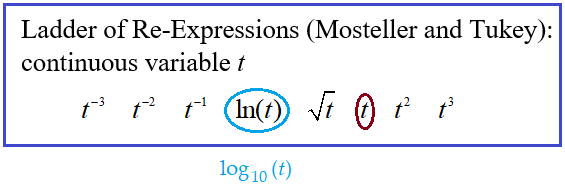 Ladder of Re-Expressions (Mosteller and Tukey):
continuous variable t
t⁻³ t⁻² t⁻¹ ln(t) √t t t² t³
log₁₀(t)